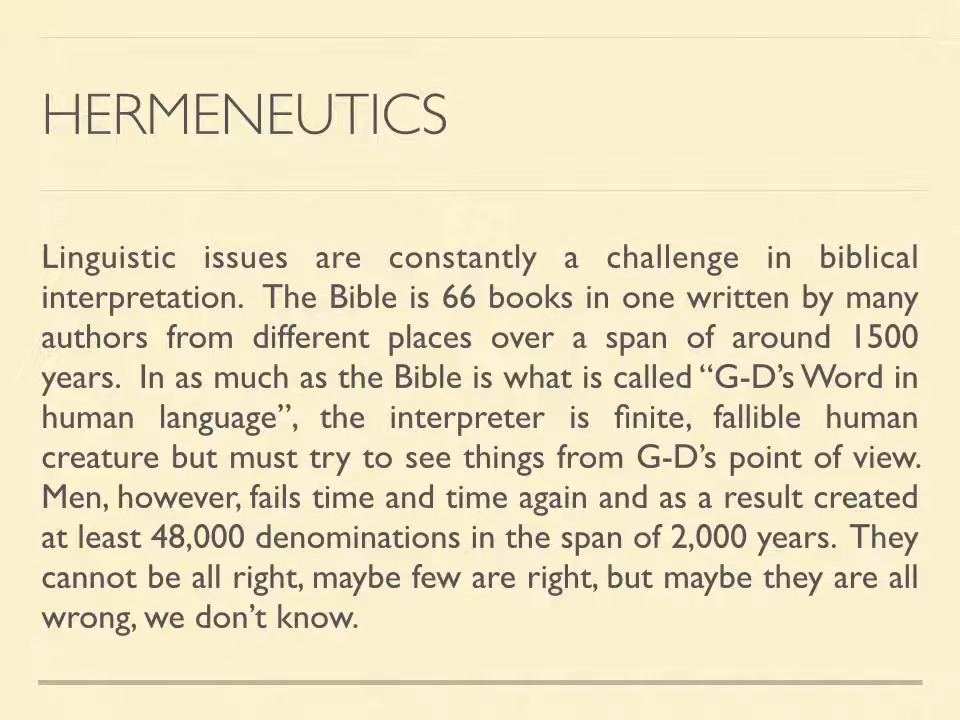 HERMENEUTICS
Linguistic issues are constantly a challenge in biblical
interpretation. The Bible is 66 books in one written by many
authors from different places over a span of around 1500
years. In as much as the Bible is what is called “G-D’s Word in
human language”, the interpreter is finite, fallible human
creature but must try to see things from G-D’s point of view.
Men, however, fails time and time again and as a result created
at least 48,000 denominations in the span of 2,000 years. They
cannot be all right, maybe few are right, but maybe they are all
wrong, we don’t know.